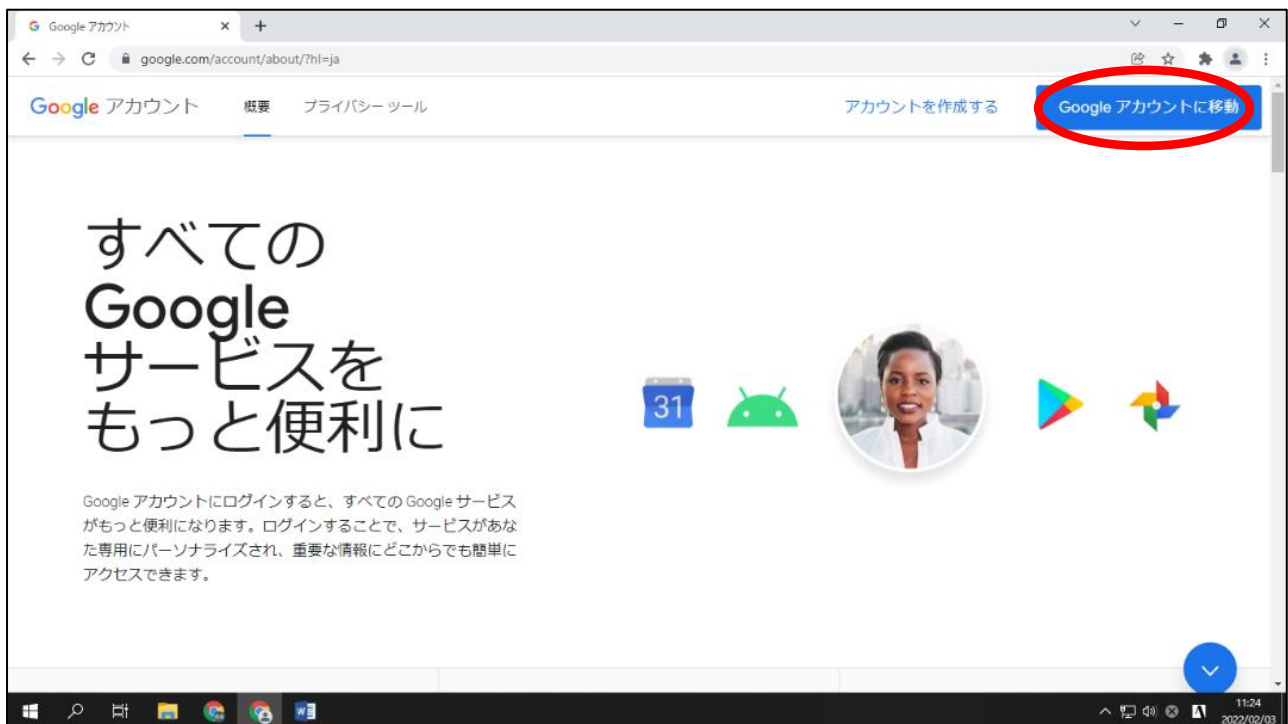 Google アカウント
google.com/account/about/?hl=ja
Google アカウント 概要 プライバシー ツール アカウントを作成する Google アカウントに移動
すべての
Google
サービスを
もっと便利に
31
Google アカウントにログインすると、すべての Google サービス
がもっと便利になります。ログインすることで、サービスがあな
た専用にパーソナライズされ、重要な情報にどこからでも簡単に
アクセスできます。
11:24